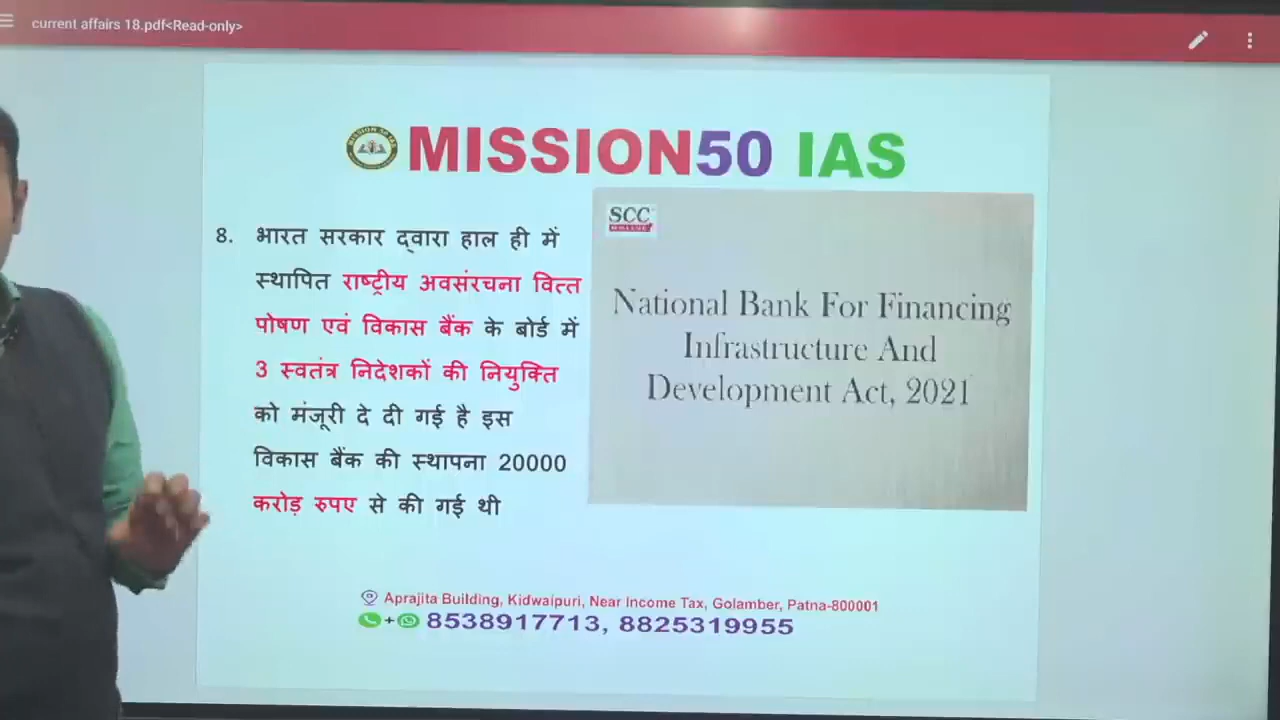 current affairs 18.pdf<Read-only>
MISSION50 IAS
8. भारत सरकार द्वारा हाल ही में
स्थापित राष्ट्रीय अवसंरचना वित्त
पोषण एवं विकास बैंक के बोर्ड में
3 स्वतंत्र निदेशकों की नियुक्ति
को मंजूरी दे दी गई है इस
विकास बैंक की स्थापना 20000
करोड़ रुपए से की गई थी
SCC
National Bank For Financing
Infrastructure And
Development Act, 2021
Aprajita Building, Kidwaipuri, Near Income Tax, Golamber, Patna-800001
+ 8538917713, 8825319955